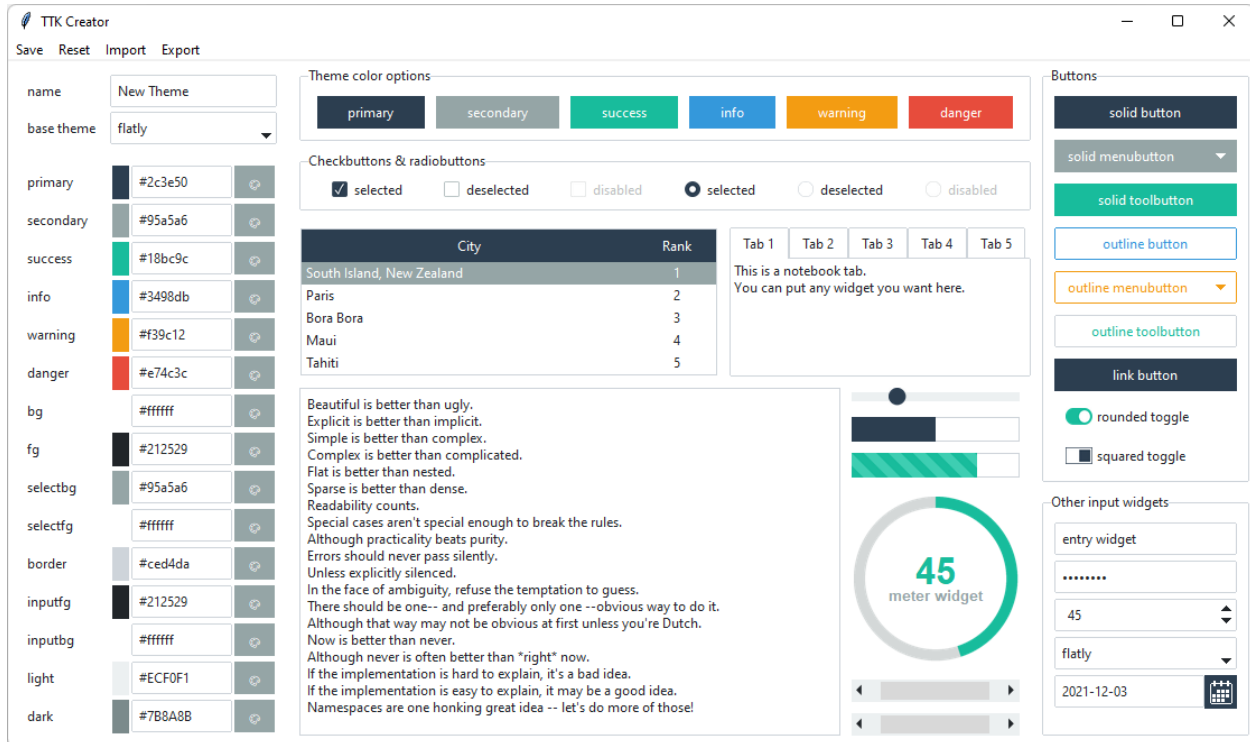 TTK Creator
Save Reset Import Export
name New Theme
base theme flatly
primary #2c3e50
secondary #95a5a6
success #18bc9c
info #3498db
warning #f39c12
danger #e74c3c
bg #ffffff
fg #212529
selectbg #95a5a6
selectfg #ffffff
border #ced4da
inputfg #212529
inputbg #ffffff
light #ECF0F1
dark #7B8A8B
Theme color options
primary secondary success info warning danger
Checkbuttons & radiobuttons
selected deselected disabled selected deselected disabled
City Rank
South Island, New Zealand 1
Paris 2
Bora Bora 3
Maui 4
Tahiti 5
Tab 1 Tab 2 Tab 3 Tab 4 Tab 5
This is a notebook tab.
You can put any widget you want here.
Beautiful is better than ugly.
Explicit is better than implicit.
Simple is better than complex.
Complex is better than complicated.
Flat is better than nested.
Sparse is better than dense.
Readability counts.
Special cases aren't special enough to break the rules.
Although practicality beats purity.
Errors should never pass silently.
Unless explicitly silenced.
In the face of ambiguity, refuse the temptation to guess.
There should be one-- and preferably only one --obvious way to do it.
Although that way may not be obvious at first unless you're Dutch.
Now is better than never.
Although never is often better than *right* now.
If the implementation is hard to explain, it's a bad idea.
If the implementation is easy to explain, it may be a good idea.
Namespaces are one honking great idea -- let's do more of those!
45
meter widget
Buttons
solid button
solid menubutton
solid toolbutton
outline button
outline menubutton
outline toolbutton
link button
rounded toggle
squared toggle
Other input widgets
entry widget
••••••••
45
flatly
2021-12-03